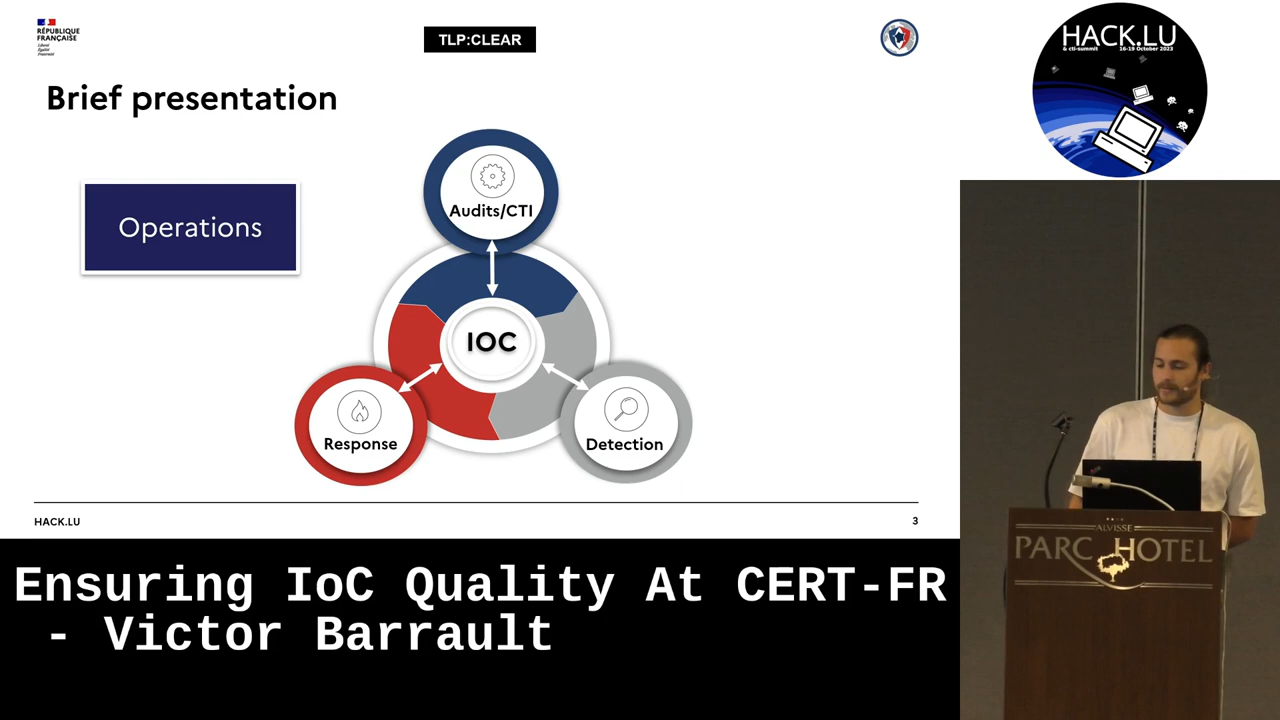 RÉPUBLIQUE
FRANÇAISE
Liberté
Égalité
Fraternité
TLP:CLEAR
HACK.LU
& cti-summit 16-19 October 2023
Brief presentation
Operations
Audits/CTI
IOC
Response
Detection
HACK.LU
3
ALVISSE
PARC HOTEL
Ensuring IoC Quality At CERT-FR
- Victor Barrault